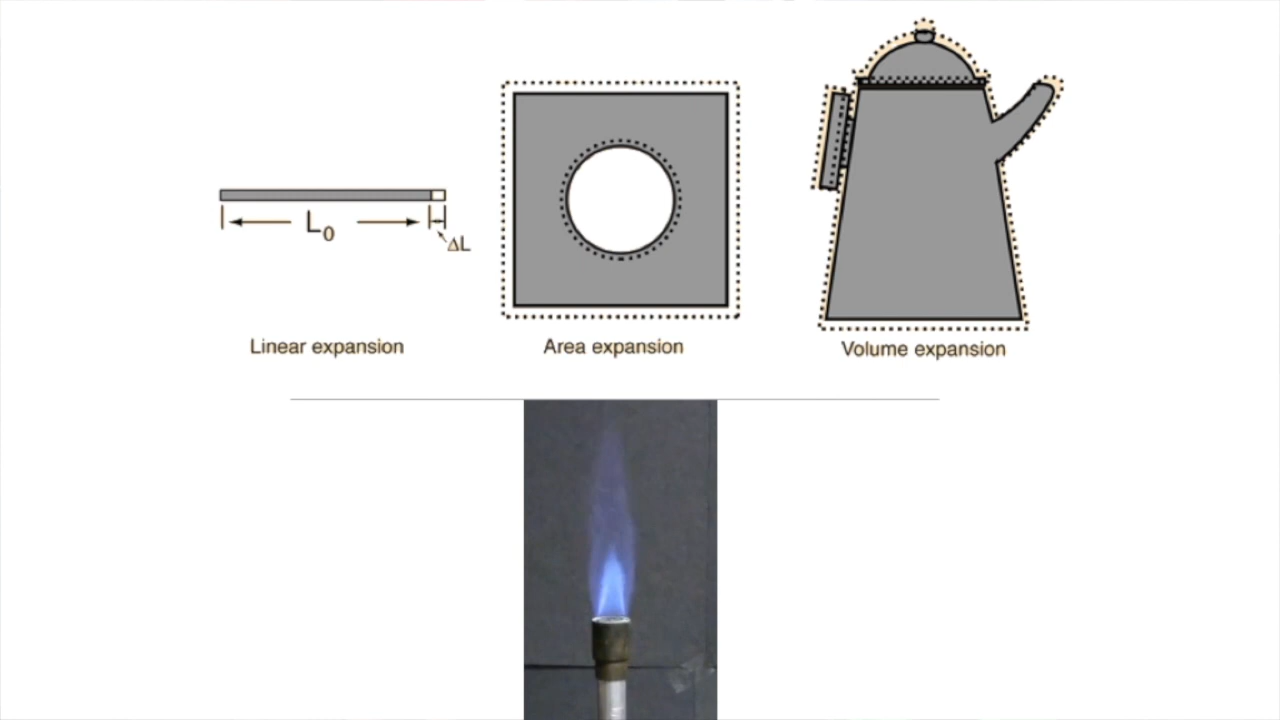 L₀
ΔL
Linear expansion
Area expansion
Volume expansion